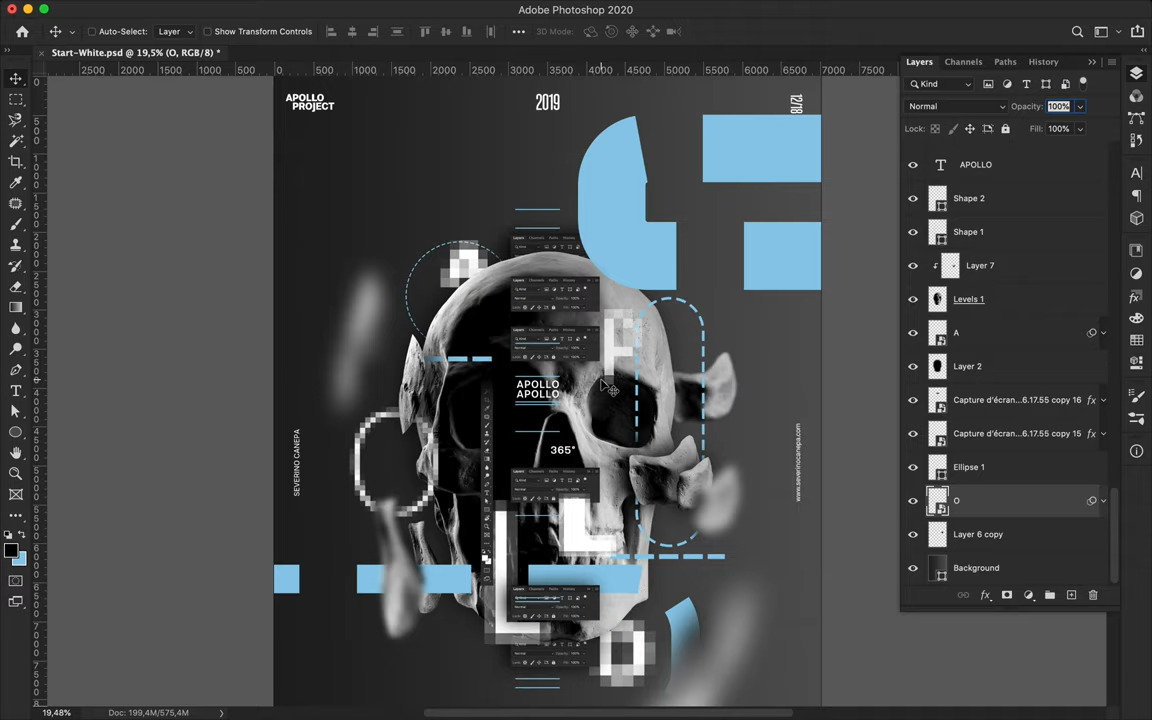 Adobe Photoshop 2020
Auto-Select:
Layer
Show Transform Controls
3D Mode:
Start-White.psd @ 19,5% (O, RGB/8) *
2500
2000
1500
1000
500
0
500
1000
1500
2000
2500
3000
3500
4000
4500
5000
5500
6000
6500
7000
7500
APOLLO
PROJECT
2019
12/18
SEVERINO CANEPA
www.severinocanepa.com
APOLLO
APOLLO
365°
Layers
Channels
Paths
History
Kind
Normal
Opacity:
100%
Lock:
Fill:
100%
APOLLO
Shape 2
Shape 1
Layer 7
Levels 1
A
Layer 2
Capture d'écran...6.17.55 copy 16
Capture d'écran...6.17.55 copy 15
Ellipse 1
O
Layer 6 copy
Background
19,48%
Doc: 199,4M/575,4M